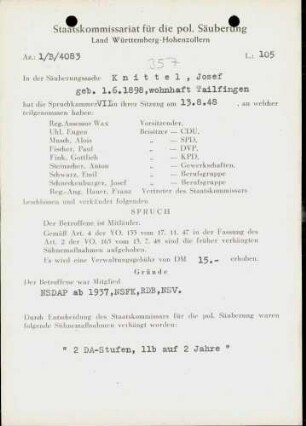 Staatskommissariat für die pol. Säuberung
Land Württemberg-Hohenzollern
Az.: 1/B/4083
L.: 105
357
In der Säuberungssache Knittel, Josef
geb. 1.6.1898, wohnhaft Tailfingen
hat die Spruchkammer VII in ihrer Sitzung am 13.8.48, an welcher
teilgenommen haben:
Reg.Assessor Wax Vorsitzender,
Uhl, Eugen Beisitzer — CDU,
Musch, Alois „ — SPD,
Fischer, Paul „ — DVP,
Fink, Gottlieb „ — KPD,
Steinacher, Anton „ — Gewerkschaften,
Schwarz, Emil „ — Berufsgruppe
Schneckenburger, Josef „ — Berufsgruppe
Reg.-Ang. Hauer, Franz Vertreter des Staatskommissars
beschlossen und verkündet folgenden
SPRUCH
Der Betroffene ist Mitläufer.
Gemäß Art. 4 der VO. 155 vom 17. 11. 47 in der Fassung des
Art. 2 der VO. 165 vom 15. 7. 48 sind die früher verhängten
Sühnemaßnahmen aufgehoben.
Es wird eine Verwaltungsgebühr von DM 15.- erhoben.
Gründe
Der Betroffene war Mitglied
NSDAP ab 1937, NSFK, RDB, NSV.
Durch Entscheidung des Staatskommissars für die pol. Säuberung waren
folgende Sühnemaßnahmen verhängt worden:
" 2 DA-Stufen, 11b auf 2 Jahre "